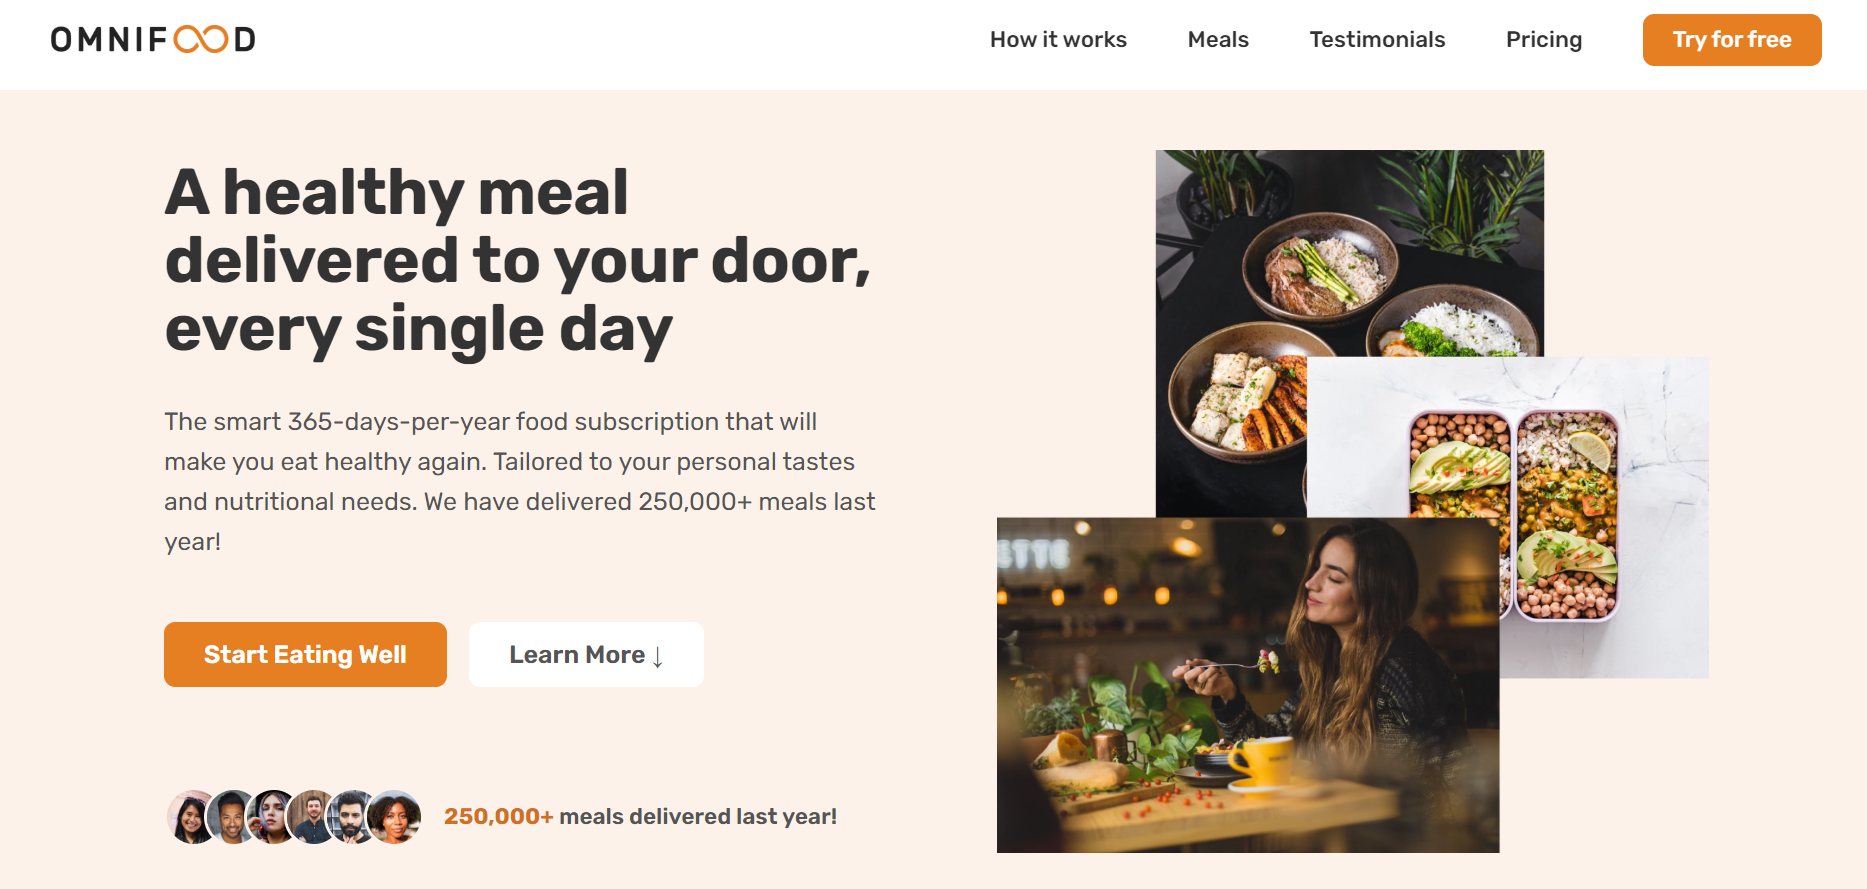 OMNIFOOD
How it works
Meals
Testimonials
Pricing
Try for free
A healthy meal
delivered to your door,
every single day
The smart 365-days-per-year food subscription that will
make you eat healthy again. Tailored to your personal tastes
and nutritional needs. We have delivered 250,000+ meals last
year!
Start Eating Well
Learn More ↓
250,000+ meals delivered last year!
ETTE